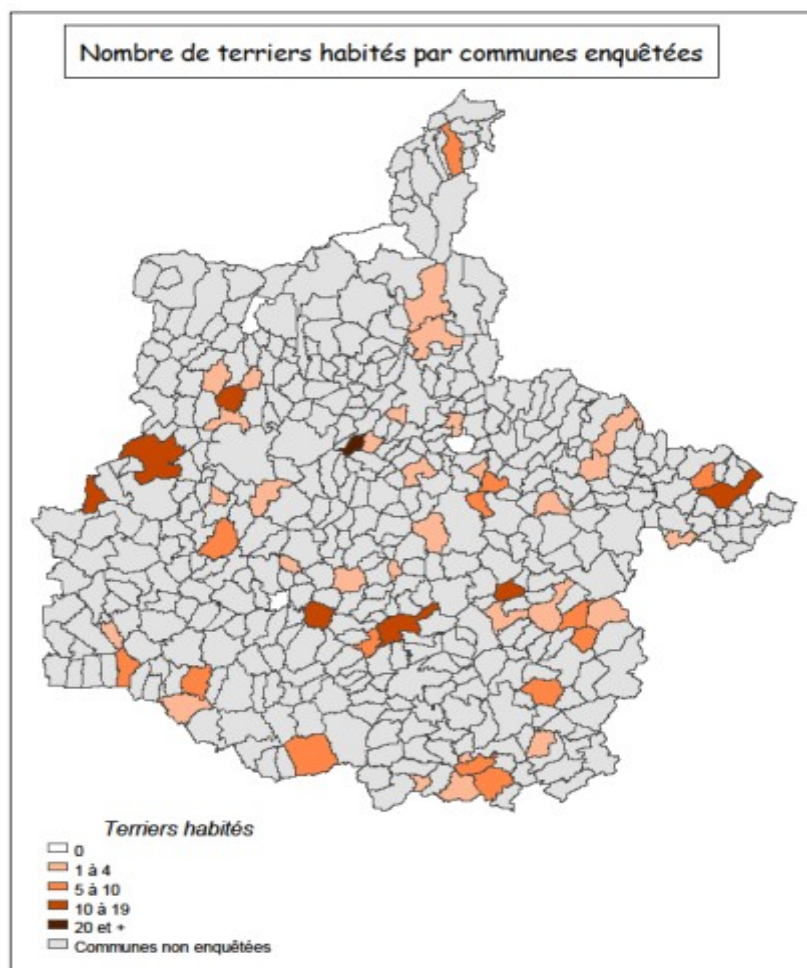 Nombre de terriers habités par communes enquêtées
Terriers habités
0
1 à 4
5 à 10
10 à 19
20 et +
Communes non enquêtées